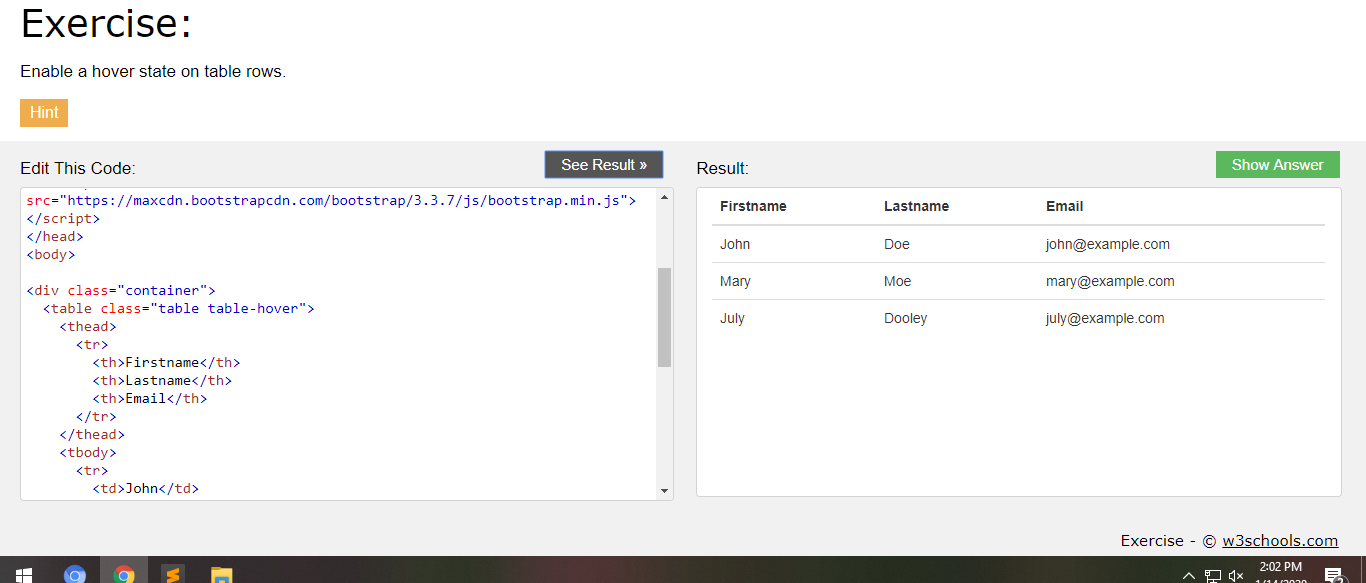 Exercise:
Enable a hover state on table rows.
Hint
Edit This Code:
See Result »
src="https://maxcdn.bootstrapcdn.com/bootstrap/3.3.7/js/bootstrap.min.js">
</script>
</head>
<body>
<div class="container">
<table class="table table-hover">
<thead>
<tr>
<th>Firstname</th>
<th>Lastname</th>
<th>Email</th>
</tr>
</thead>
<tbody>
<tr>
<td>John</td>
Result:
Show Answer
Firstname Lastname Email
John Doe john@example.com
Mary Moe mary@example.com
July Dooley july@example.com
Exercise - © w3schools.com
2:02 PM